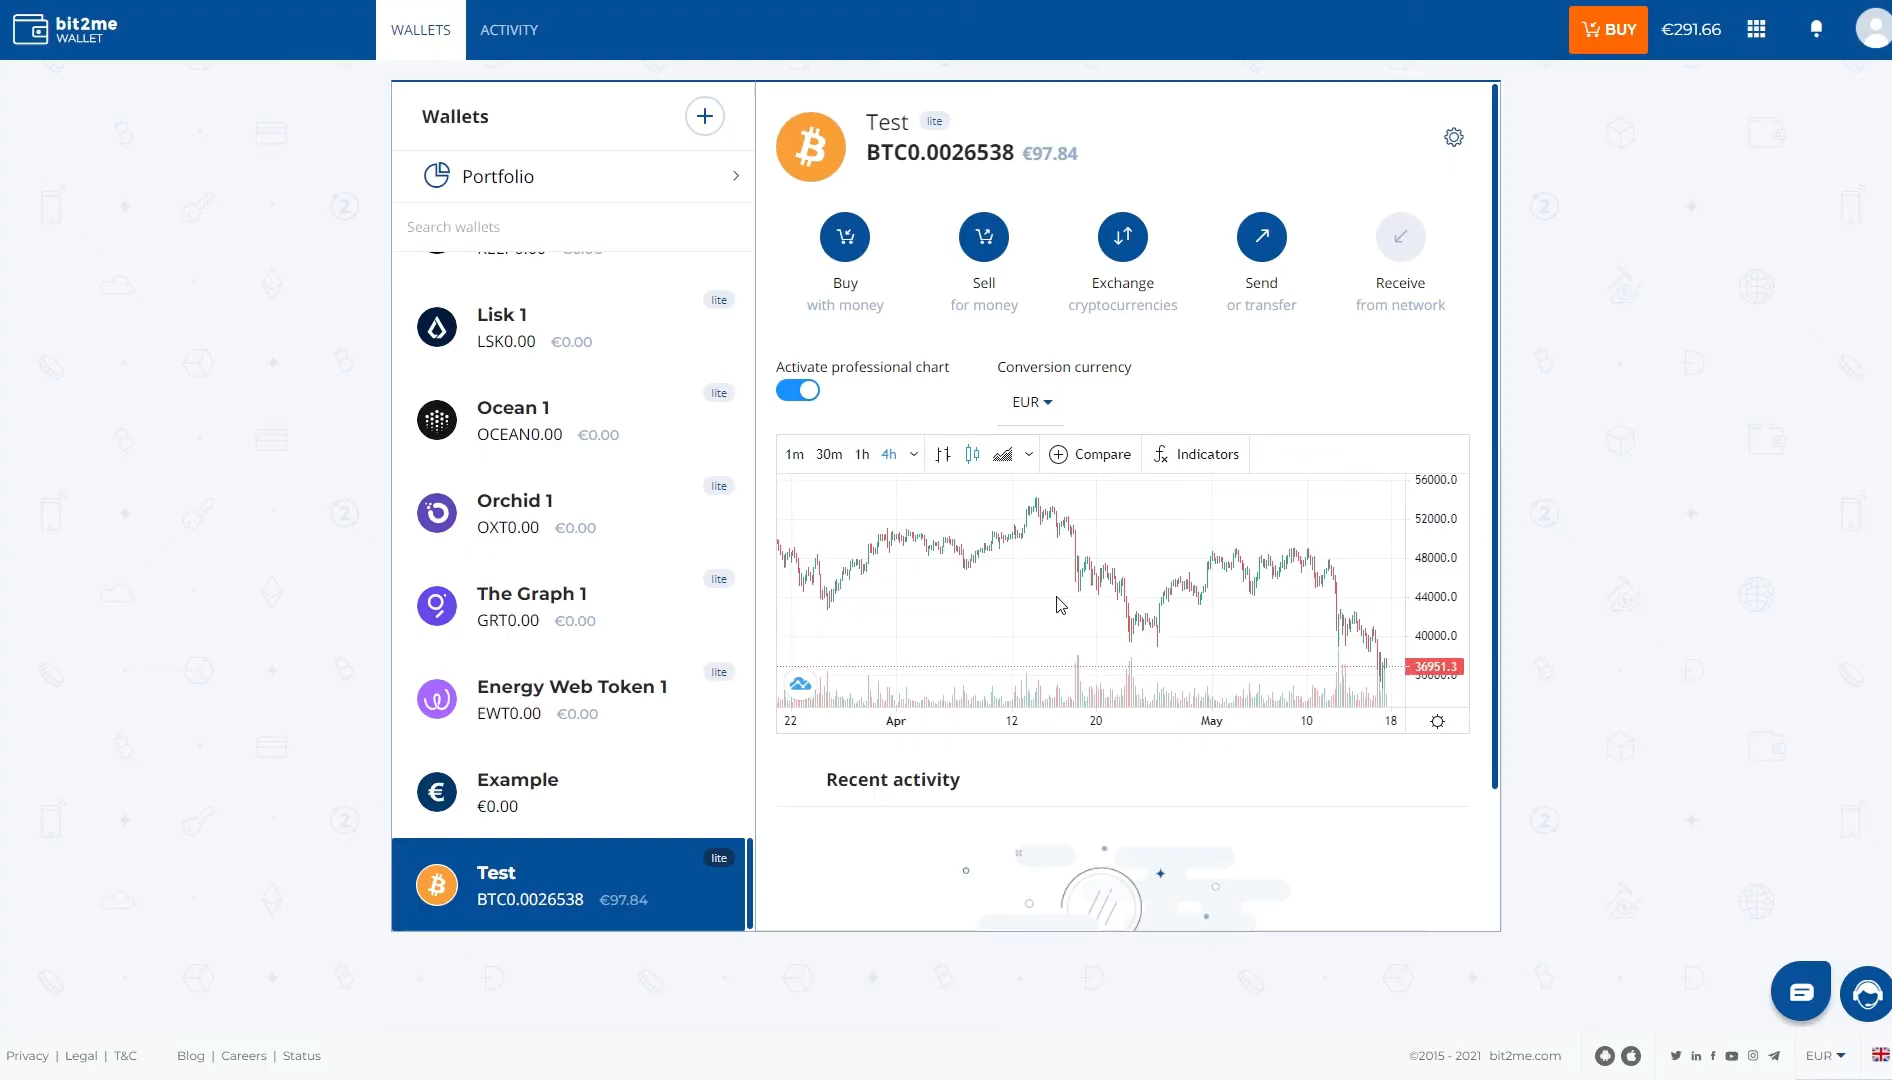 bit2me
WALLET
WALLETS
ACTIVITY
BUY
€291.66
Wallets
Portfolio
Search wallets
Lisk 1
lite
LSK0.00 €0.00
Ocean 1
lite
OCEAN0.00 €0.00
Orchid 1
lite
OXT0.00 €0.00
The Graph 1
lite
GRT0.00 €0.00
Energy Web Token 1
lite
EWT0.00 €0.00
Example
€0.00
Test
lite
BTC0.0026538 €97.84
Test lite
BTC0.0026538 €97.84
Buy
with money
Sell
for money
Exchange
cryptocurrencies
Send
or transfer
Receive
from network
Activate professional chart
Conversion currency
EUR
1m 30m 1h 4h Compare Indicators
56000.0
52000.0
48000.0
44000.0
40000.0
36951.3
22 Apr 12 20 May 10 18
Recent activity
Privacy | Legal | T&C
Blog | Careers | Status
©2015 - 2021 bit2me.com
EUR